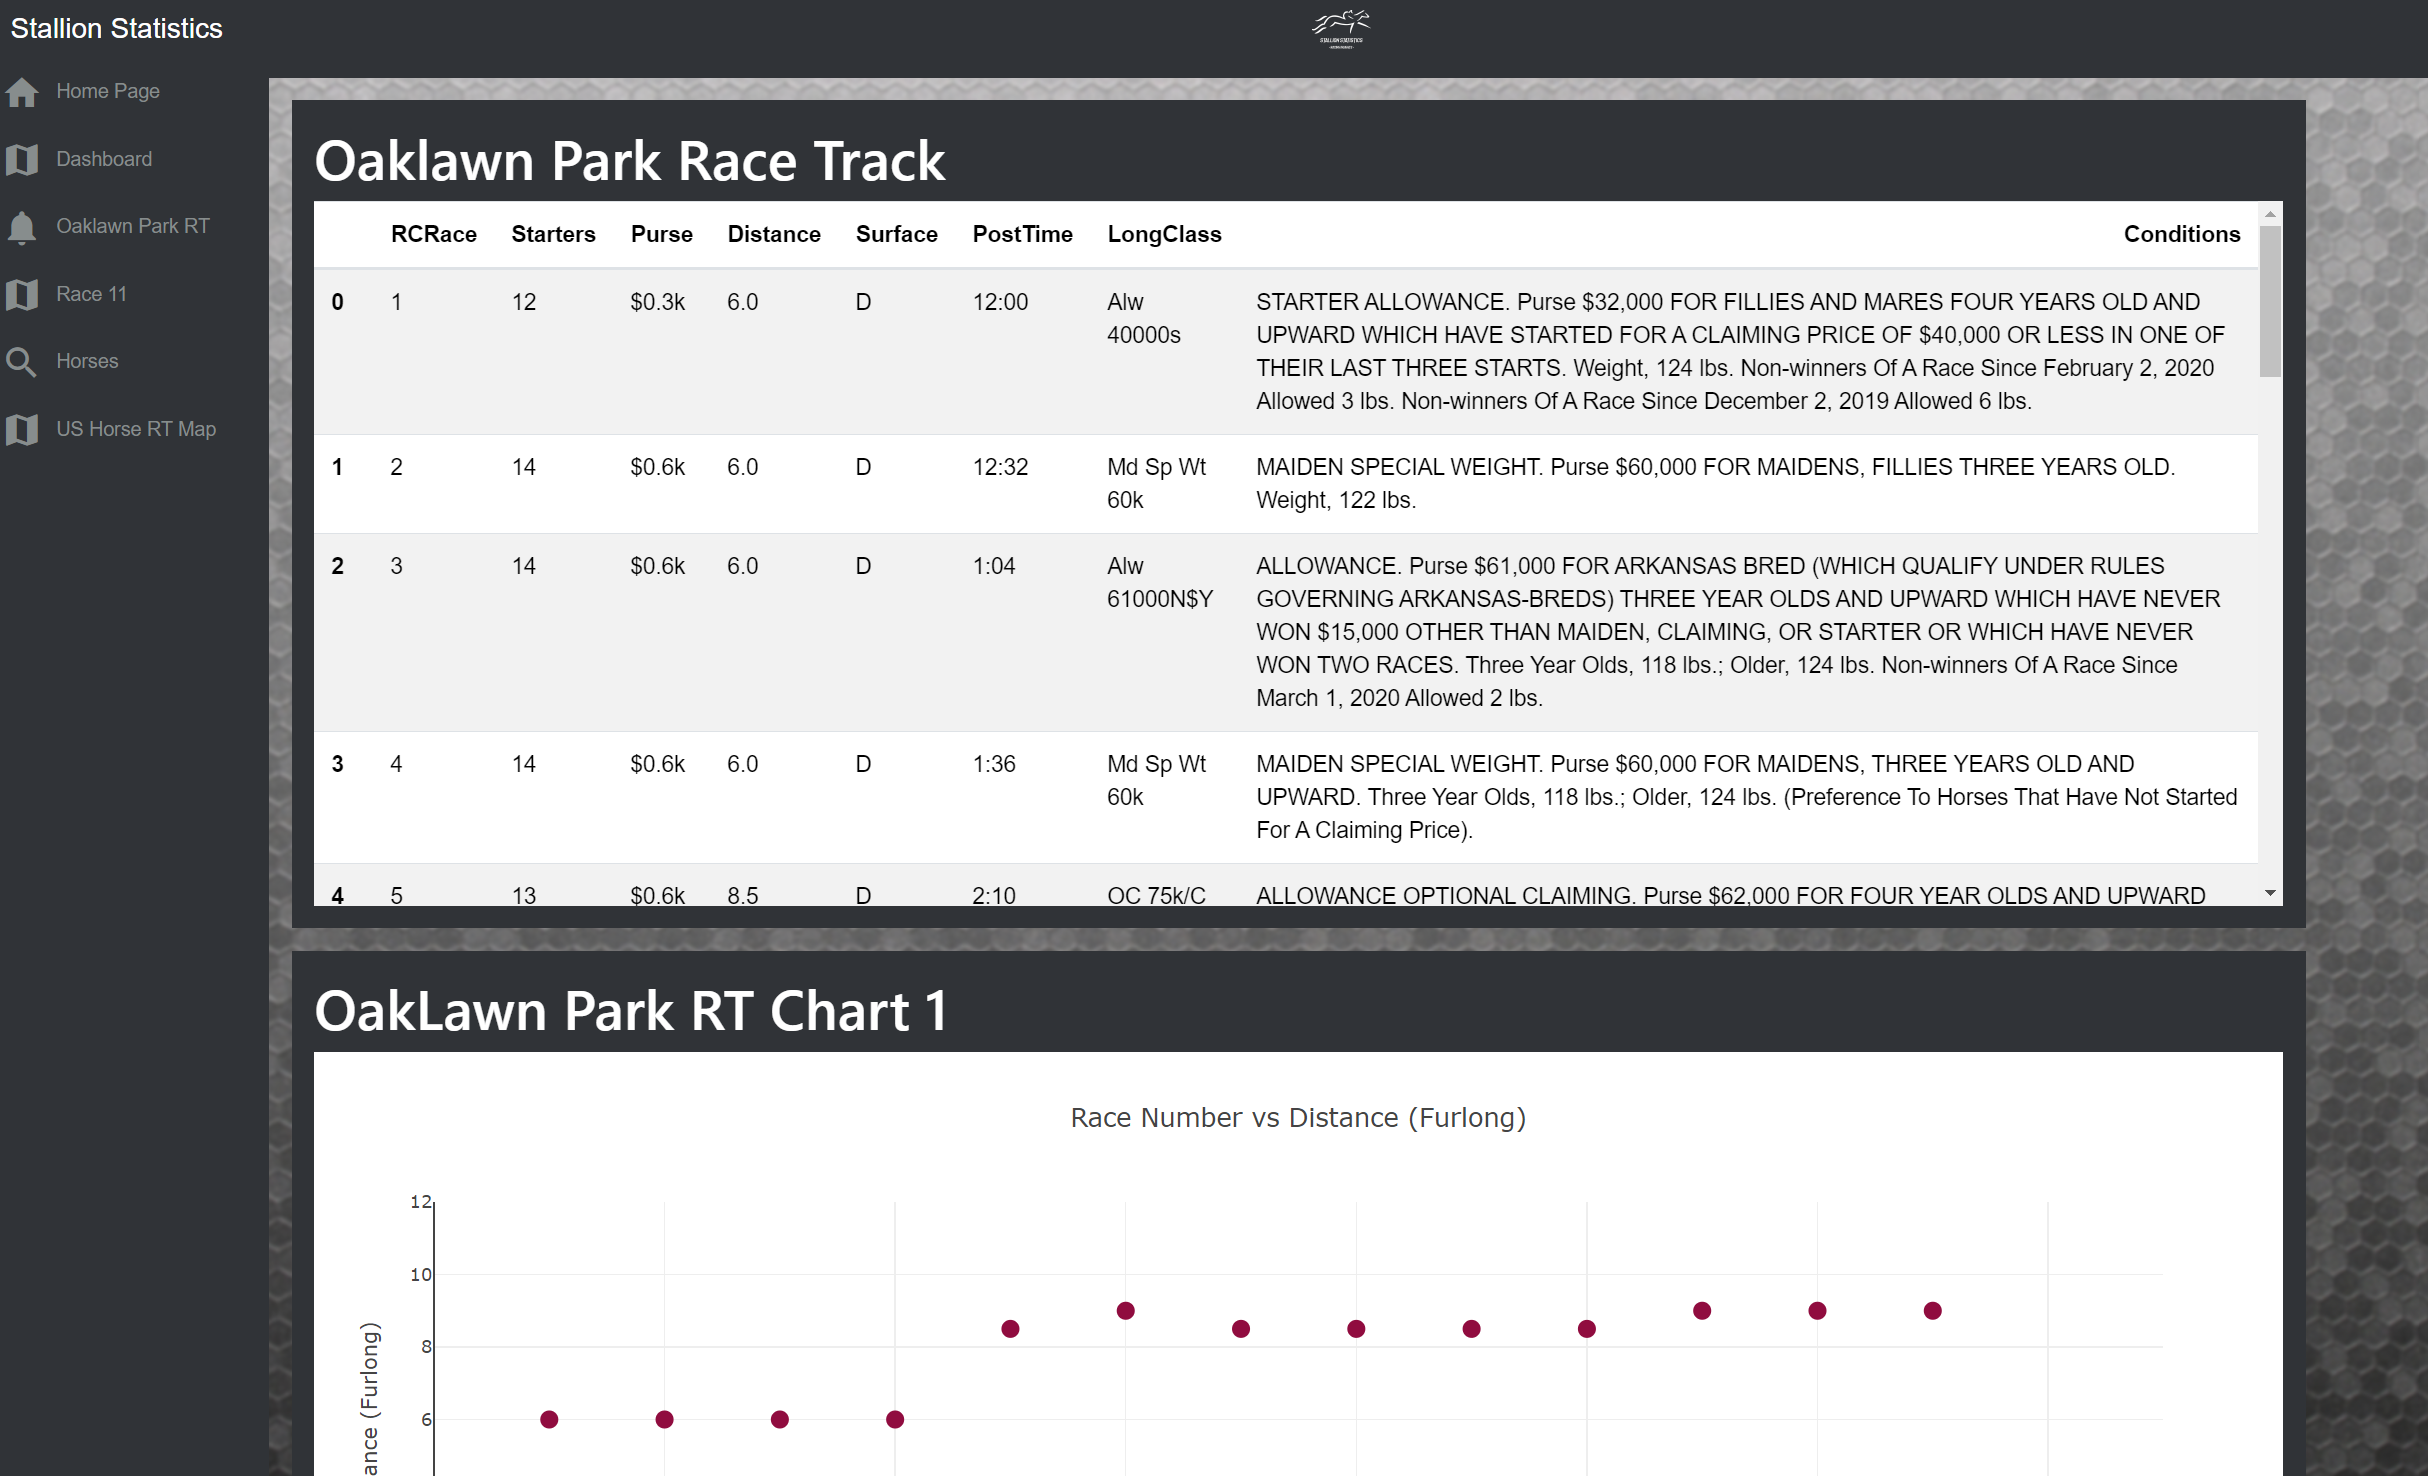 Stallion Statistics
STALLION STATISTICS
Home Page
Dashboard
Oaklawn Park RT
Race 11
Horses
US Horse RT Map
Oaklawn Park Race Track
RCRace Starters Purse Distance Surface PostTime LongClass Conditions
0 1 12 $0.3k 6.0 D 12:00 Alw STARTER ALLOWANCE. Purse $32,000 FOR FILLIES AND MARES FOUR YEARS OLD AND
40000s UPWARD WHICH HAVE STARTED FOR A CLAIMING PRICE OF $40,000 OR LESS IN ONE OF
THEIR LAST THREE STARTS. Weight, 124 lbs. Non-winners Of A Race Since February 2, 2020
Allowed 3 lbs. Non-winners Of A Race Since December 2, 2019 Allowed 6 lbs.
1 2 14 $0.6k 6.0 D 12:32 Md Sp Wt MAIDEN SPECIAL WEIGHT. Purse $60,000 FOR MAIDENS, FILLIES THREE YEARS OLD.
60k Weight, 122 lbs.
2 3 14 $0.6k 6.0 D 1:04 Alw ALLOWANCE. Purse $61,000 FOR ARKANSAS BRED (WHICH QUALIFY UNDER RULES
61000N$Y GOVERNING ARKANSAS-BREDS) THREE YEAR OLDS AND UPWARD WHICH HAVE NEVER
WON $15,000 OTHER THAN MAIDEN, CLAIMING, OR STARTER OR WHICH HAVE NEVER
WON TWO RACES. Three Year Olds, 118 lbs.; Older, 124 lbs. Non-winners Of A Race Since
March 1, 2020 Allowed 2 lbs.
3 4 14 $0.6k 6.0 D 1:36 Md Sp Wt MAIDEN SPECIAL WEIGHT. Purse $60,000 FOR MAIDENS, THREE YEARS OLD AND
60k UPWARD. Three Year Olds, 118 lbs.; Older, 124 lbs. (Preference To Horses That Have Not Started
For A Claiming Price).
4 5 13 $0.6k 8.5 D 2:10 OC 75k/C ALLOWANCE OPTIONAL CLAIMING. Purse $62,000 FOR FOUR YEAR OLDS AND UPWARD
OakLawn Park RT Chart 1
Race Number vs Distance (Furlong)
12
10
8
6
ance (Furlong)